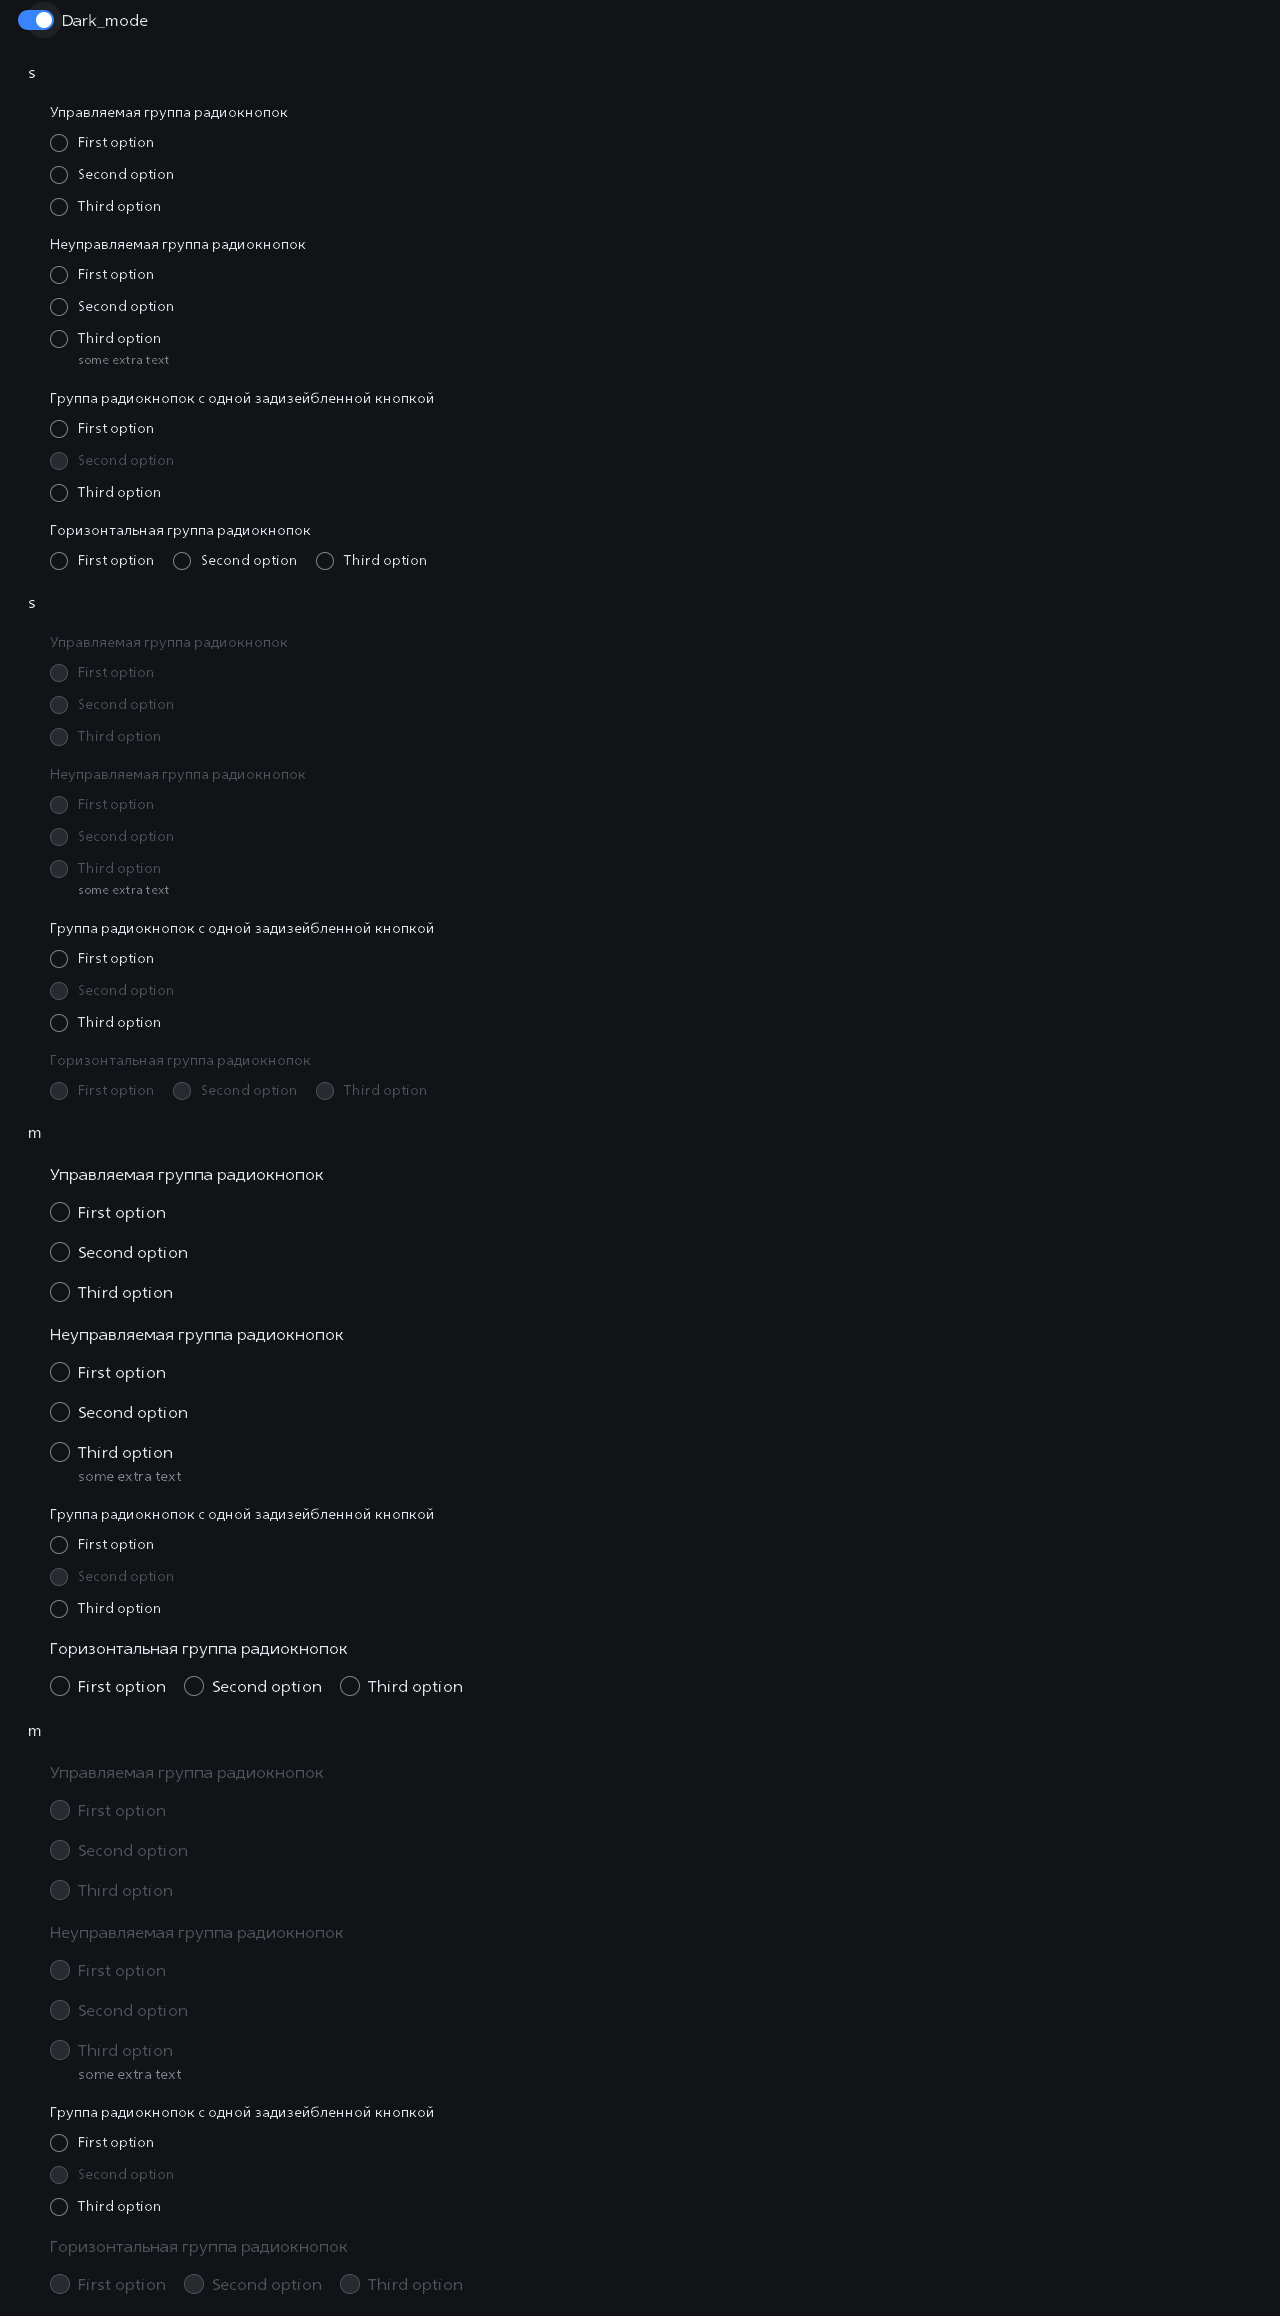 Dark_mode
s
Управляемая группа радиокнопок
First option
Second option
Third option
Неуправляемая группа радиокнопок
First option
Second option
Third option
some extra text
Группа радиокнопок с одной задизейбленной кнопкой
First option
Second option
Third option
Горизонтальная группа радиокнопок
First option Second option Third option
s
Управляемая группа радиокнопок
First option
Second option
Third option
Неуправляемая группа радиокнопок
First option
Second option
Third option
some extra text
Группа радиокнопок с одной задизейбленной кнопкой
First option
Second option
Third option
Горизонтальная группа радиокнопок
First option Second option Third option
m
Управляемая группа радиокнопок
First option
Second option
Third option
Неуправляемая группа радиокнопок
First option
Second option
Third option
some extra text
Группа радиокнопок с одной задизейбленной кнопкой
First option
Second option
Third option
Горизонтальная группа радиокнопок
First option Second option Third option
m
Управляемая группа радиокнопок
First option
Second option
Third option
Неуправляемая группа радиокнопок
First option
Second option
Third option
some extra text
Группа радиокнопок с одной задизейбленной кнопкой
First option
Second option
Third option
Горизонтальная группа радиокнопок
First option Second option Third option